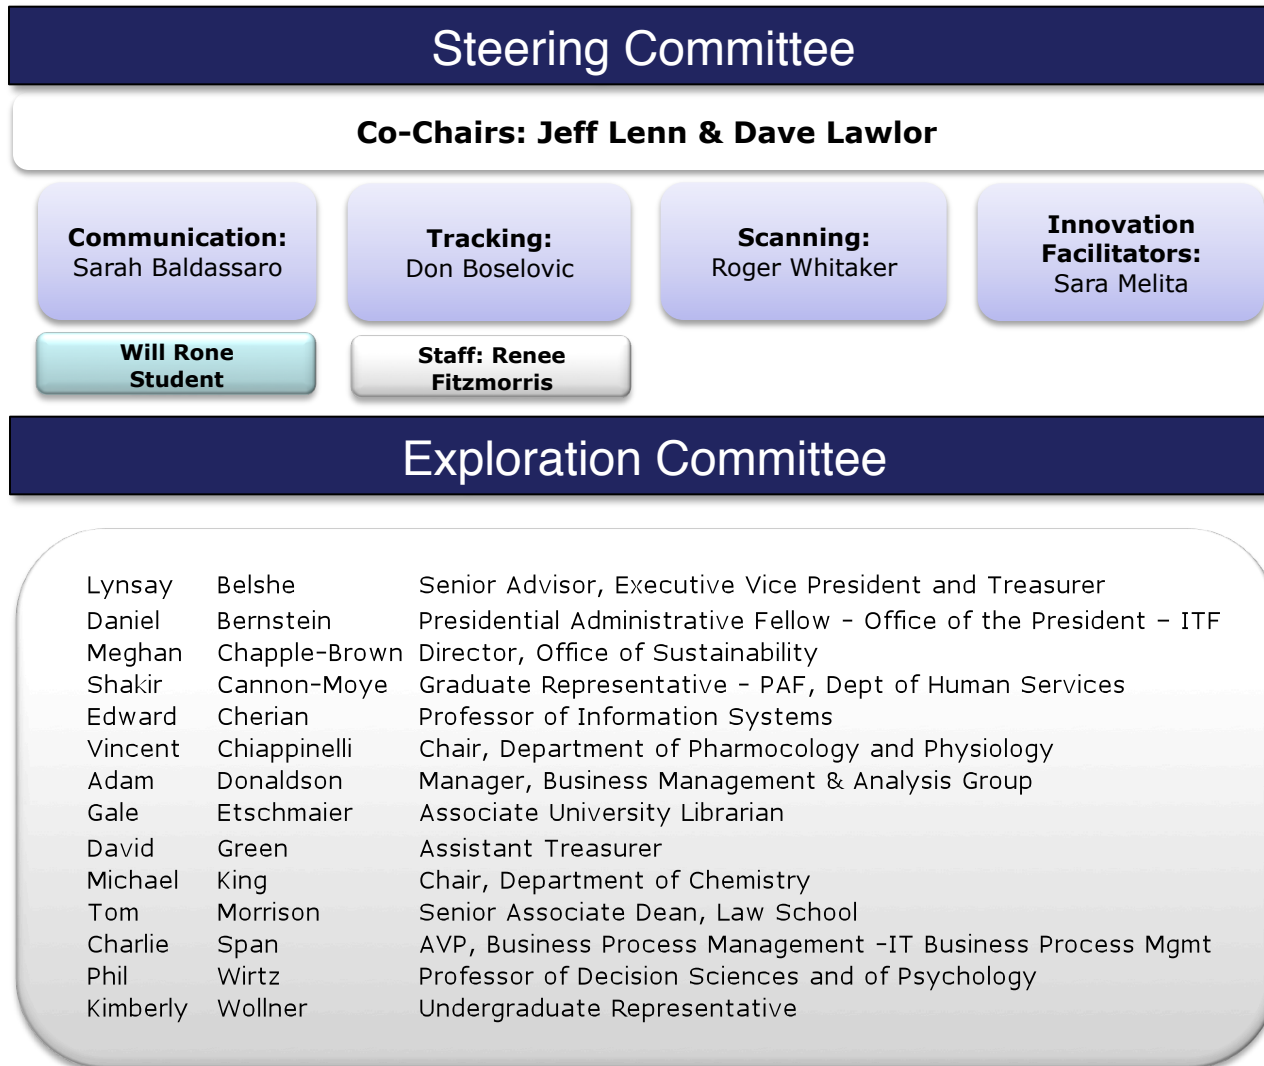 Steering Committee
Co-Chairs: Jeff Lenn & Dave Lawlor
Communication:
Sarah Baldassaro
Tracking:
Don Boselovic
Scanning:
Roger Whitaker
Innovation
Facilitators:
Sara Melita
Will Rone
Student
Staff: Renee
Fitzmorris
Exploration Committee
Lynsay Belshe Senior Advisor, Executive Vice President and Treasurer
Daniel Bernstein Presidential Administrative Fellow - Office of the President – ITF
Meghan Chapple-Brown Director, Office of Sustainability
Shakir Cannon-Moye Graduate Representative - PAF, Dept of Human Services
Edward Cherian Professor of Information Systems
Vincent Chiappinelli Chair, Department of Pharmocology and Physiology
Adam Donaldson Manager, Business Management & Analysis Group
Gale Etschmaier Associate University Librarian
David Green Assistant Treasurer
Michael King Chair, Department of Chemistry
Tom Morrison Senior Associate Dean, Law School
Charlie Span AVP, Business Process Management -IT Business Process Mgmt
Phil Wirtz Professor of Decision Sciences and of Psychology
Kimberly Wollner Undergraduate Representative